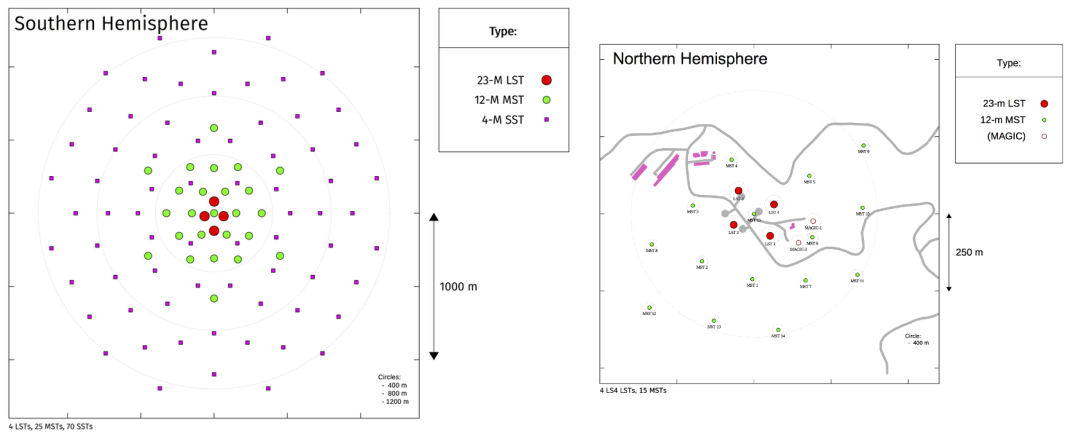 Southern Hemisphere
Type:
23-M LST
12-M MST
4-M SST
1000 m
Circles:
- 400 m
- 800 m
- 1200 m
4 LSTs, 25 MSTs, 70 SSTs
Northern Hemisphere
Type:
23-m LST
12-m MST
(MAGIC)
250 m
MST 9
MST 4
MST 5
LST 3
LST 4
MST 3
MST 15
MST 10
MAGIC-1
LST 2
LST 1
MST 6
MAGIC-2
MST 8
MST 2
MST 1
MST 7
MST 11
MST 12
MST 13
MST 14
Circle:
- 400 m
4 LS4 LSTs, 15 MSTs